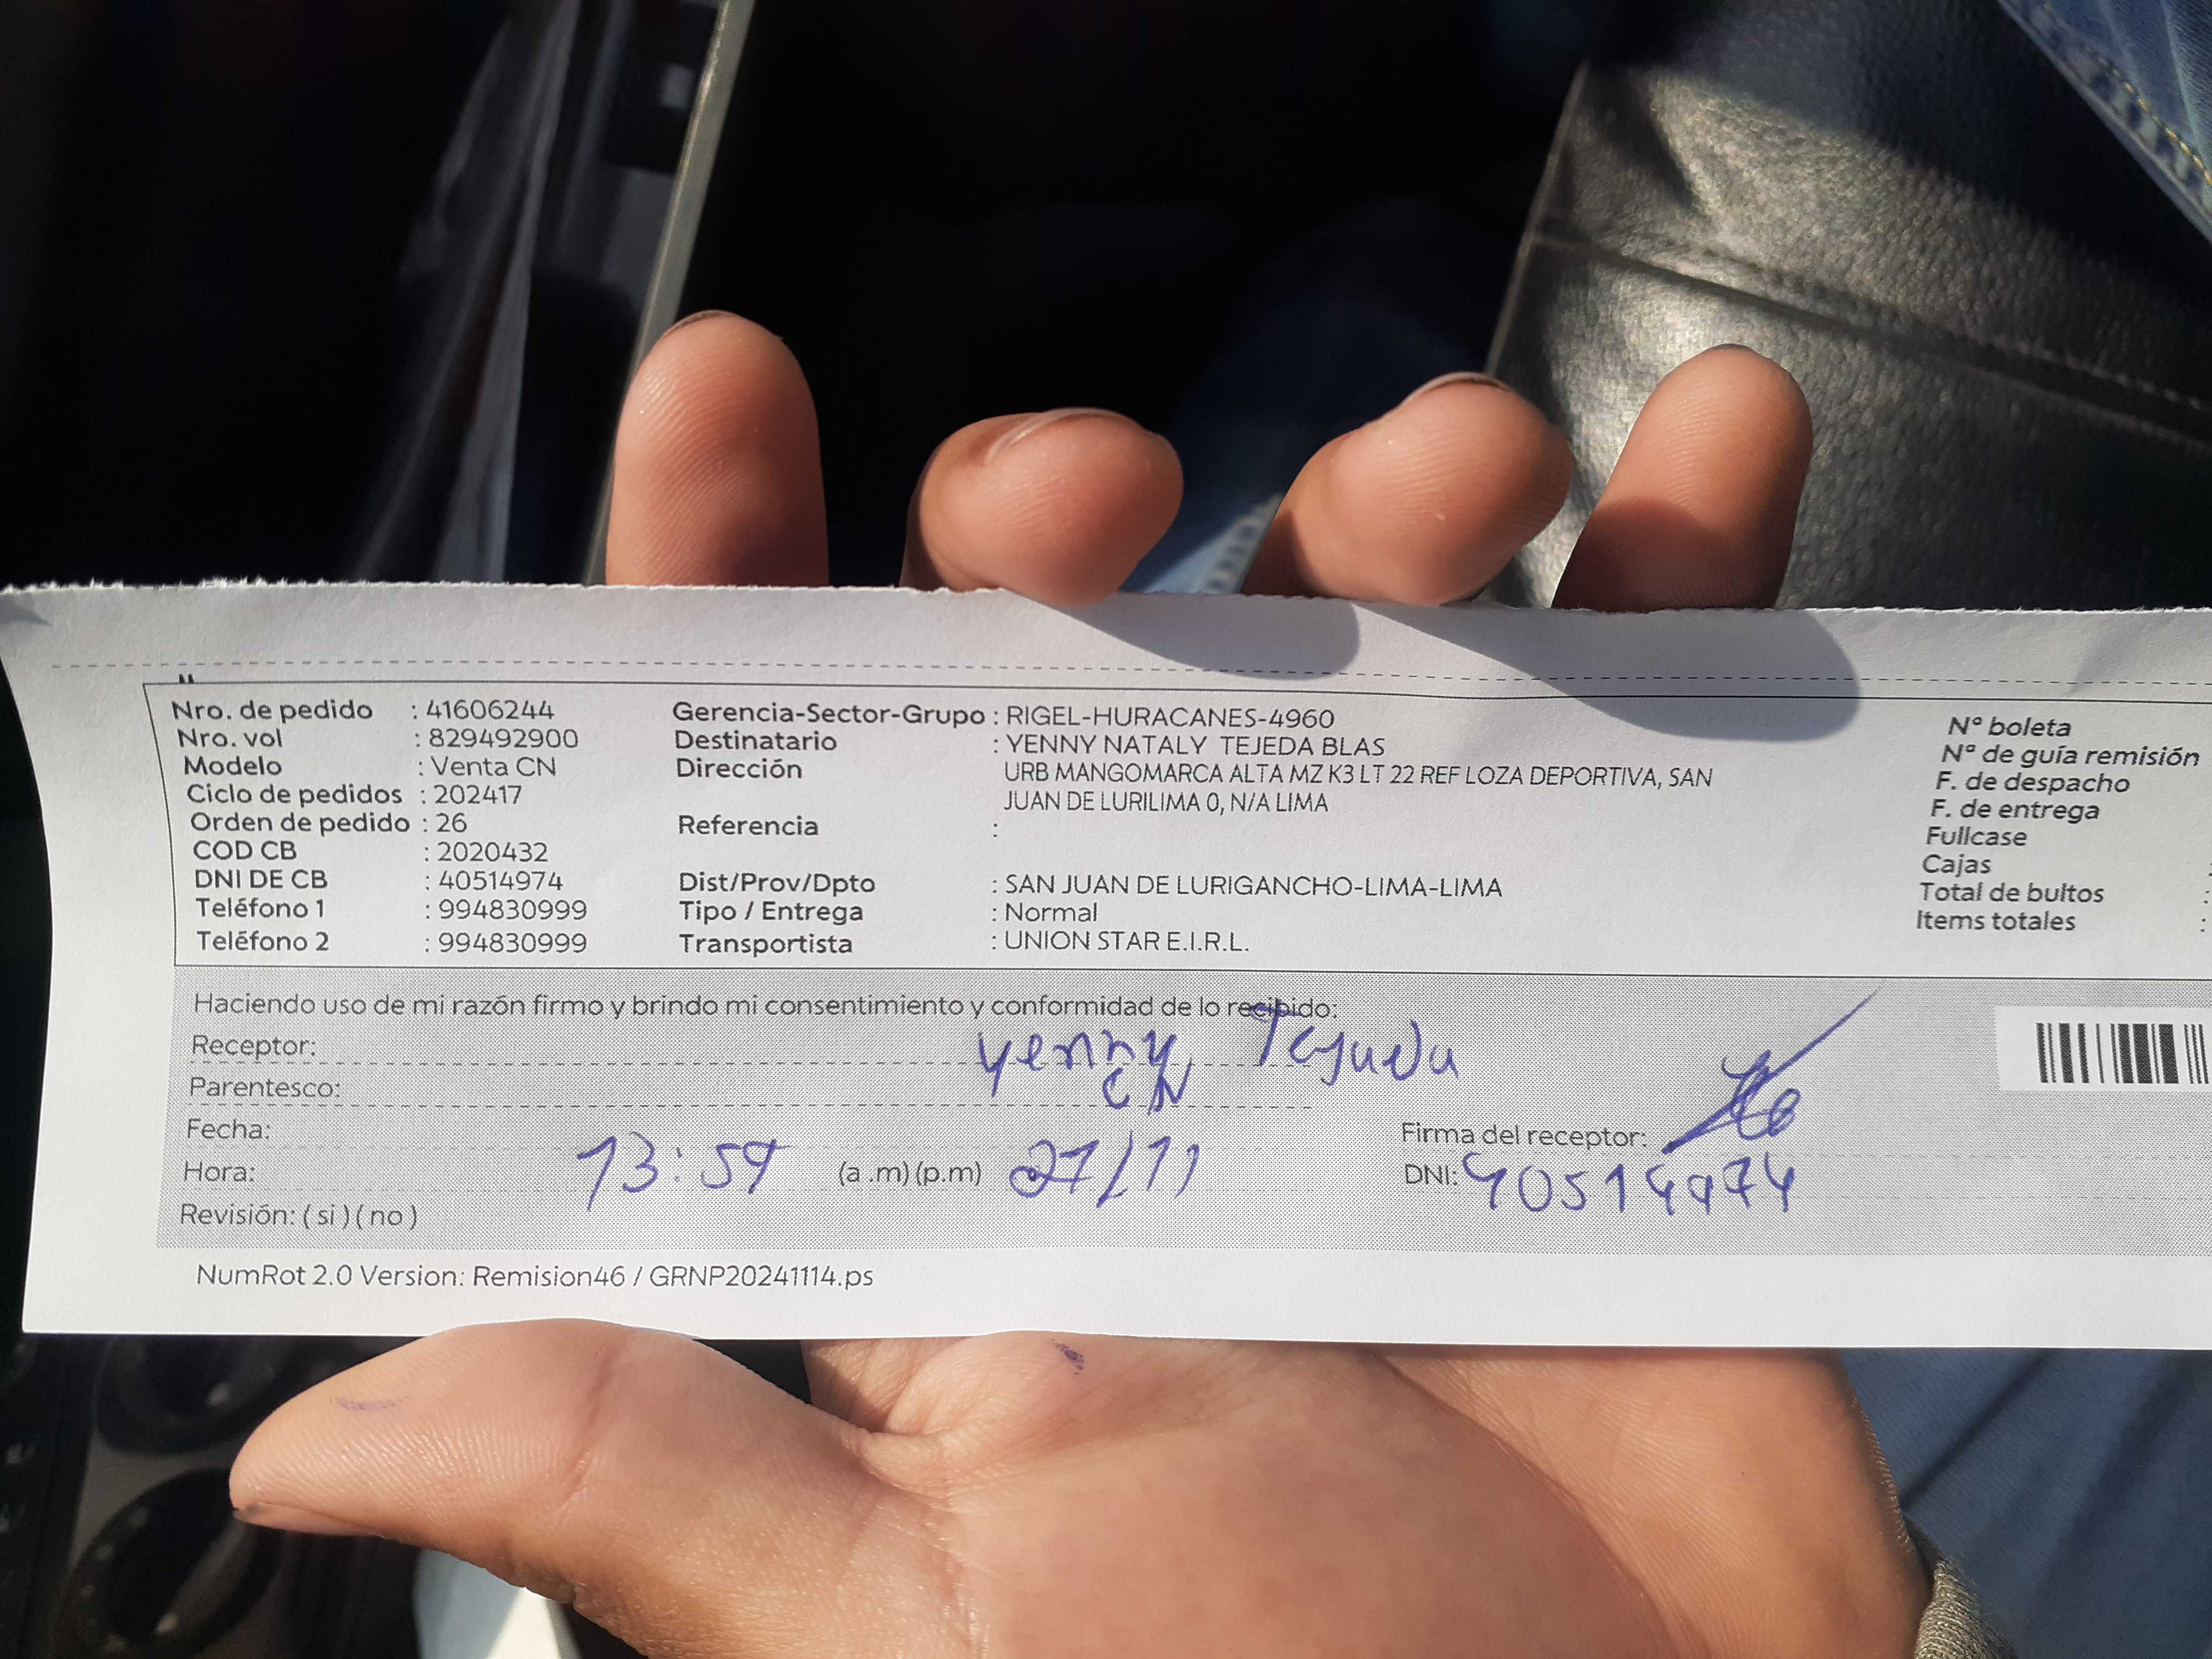 Nro. de pedido : 41606244
Nro. vol : 829492900
Modelo : Venta CN
Ciclo de pedidos : 202417
Orden de pedido : 26
COD CB : 2020432
DNI DE CB : 40514974
Teléfono 1 : 994830999
Teléfono 2 : 994830999
Gerencia-Sector-Grupo : RIGEL-HURACANES-4960
Destinatario : YENNY NATALY TEJEDA BLAS
Dirección URB MANGOMARCA ALTA MZ K3 LT 22 REF LOZA DEPORTIVA, SAN
JUAN DE LURILIMA 0, N/A LIMA
Referencia :
Dist/Prov/Dpto : SAN JUAN DE LURIGANCHO-LIMA-LIMA
Tipo / Entrega : Normal
Transportista : UNION STAR E.I.R.L.
N° boleta
N° de guía remisión
F. de despacho
F. de entrega
Fullcase
Cajas :
Total de bultos :
Items totales :
Haciendo uso de mi razón firmo y brindo mi consentimiento y conformidad de lo recibido:
Receptor: Yenny Tejeda
Parentesco: CN
Fecha:
Firma del receptor:
Hora: 13:59 (a .m) (p.m) 21/11
DNI: 40514974
Revisión: ( si ) ( no )
NumRot 2.0 Version: Remision46 / GRNP20241114.ps